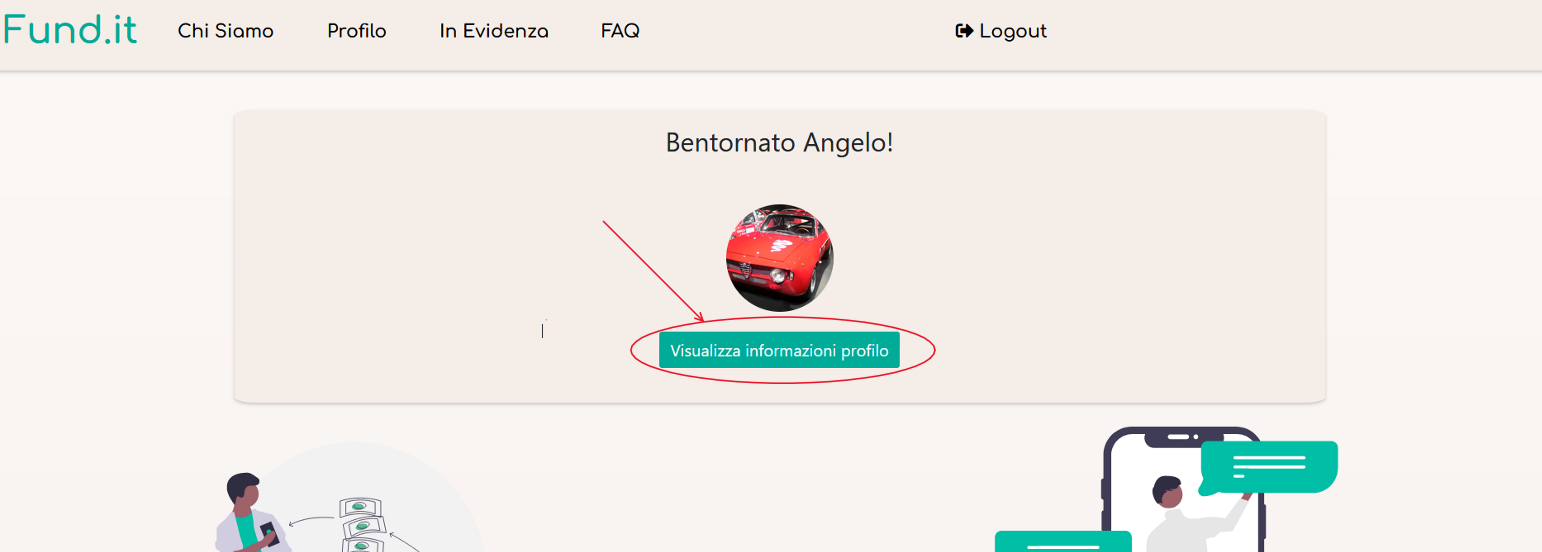 Fund.it
Chi Siamo
Profilo
In Evidenza
FAQ
Logout
Bentornato Angelo!
Visualizza informazioni profilo